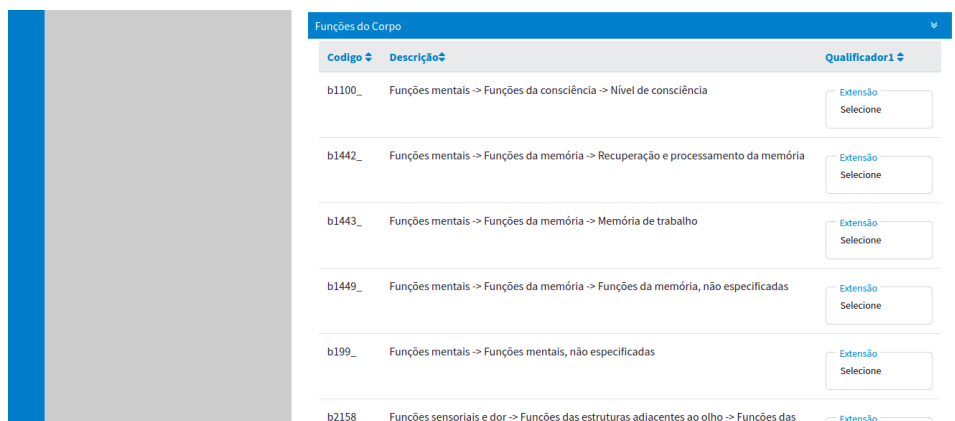 Funções do Corpo
Codigo Descrição Qualificador1
b1100_ Funções mentais -> Funções da consciência -> Nível de consciência Extensão
Selecione
b1442_ Funções mentais -> Funções da memória -> Recuperação e processamento da memória Extensão
Selecione
b1443_ Funções mentais -> Funções da memória -> Memória de trabalho Extensão
Selecione
b1449_ Funções mentais -> Funções da memória -> Funções da memória, não especificadas Extensão
Selecione
b199_ Funções mentais -> Funções mentais, não especificadas Extensão
Selecione
b2158 Funções sensoriais e dor -> Funções das estruturas adjacentes ao olho -> Funções das Extensão